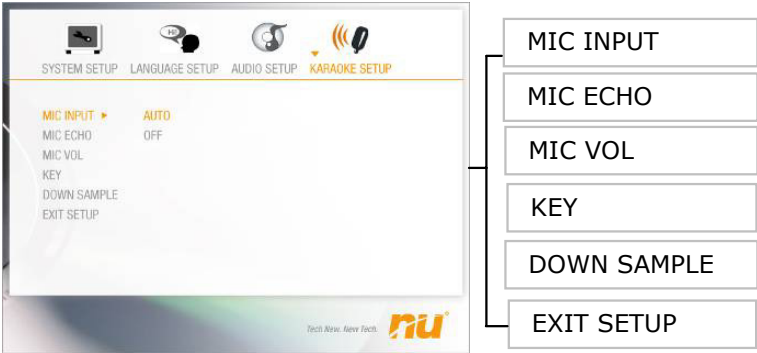 Hi!
SYSTEM SETUP LANGUAGE SETUP AUDIO SETUP KARAOKE SETUP
MIC INPUT AUTO
MIC ECHO OFF
MIC VOL
KEY
DOWN SAMPLE
EXIT SETUP
Tech New. New Tech. nu
MIC INPUT
MIC ECHO
MIC VOL
KEY
DOWN SAMPLE
EXIT SETUP